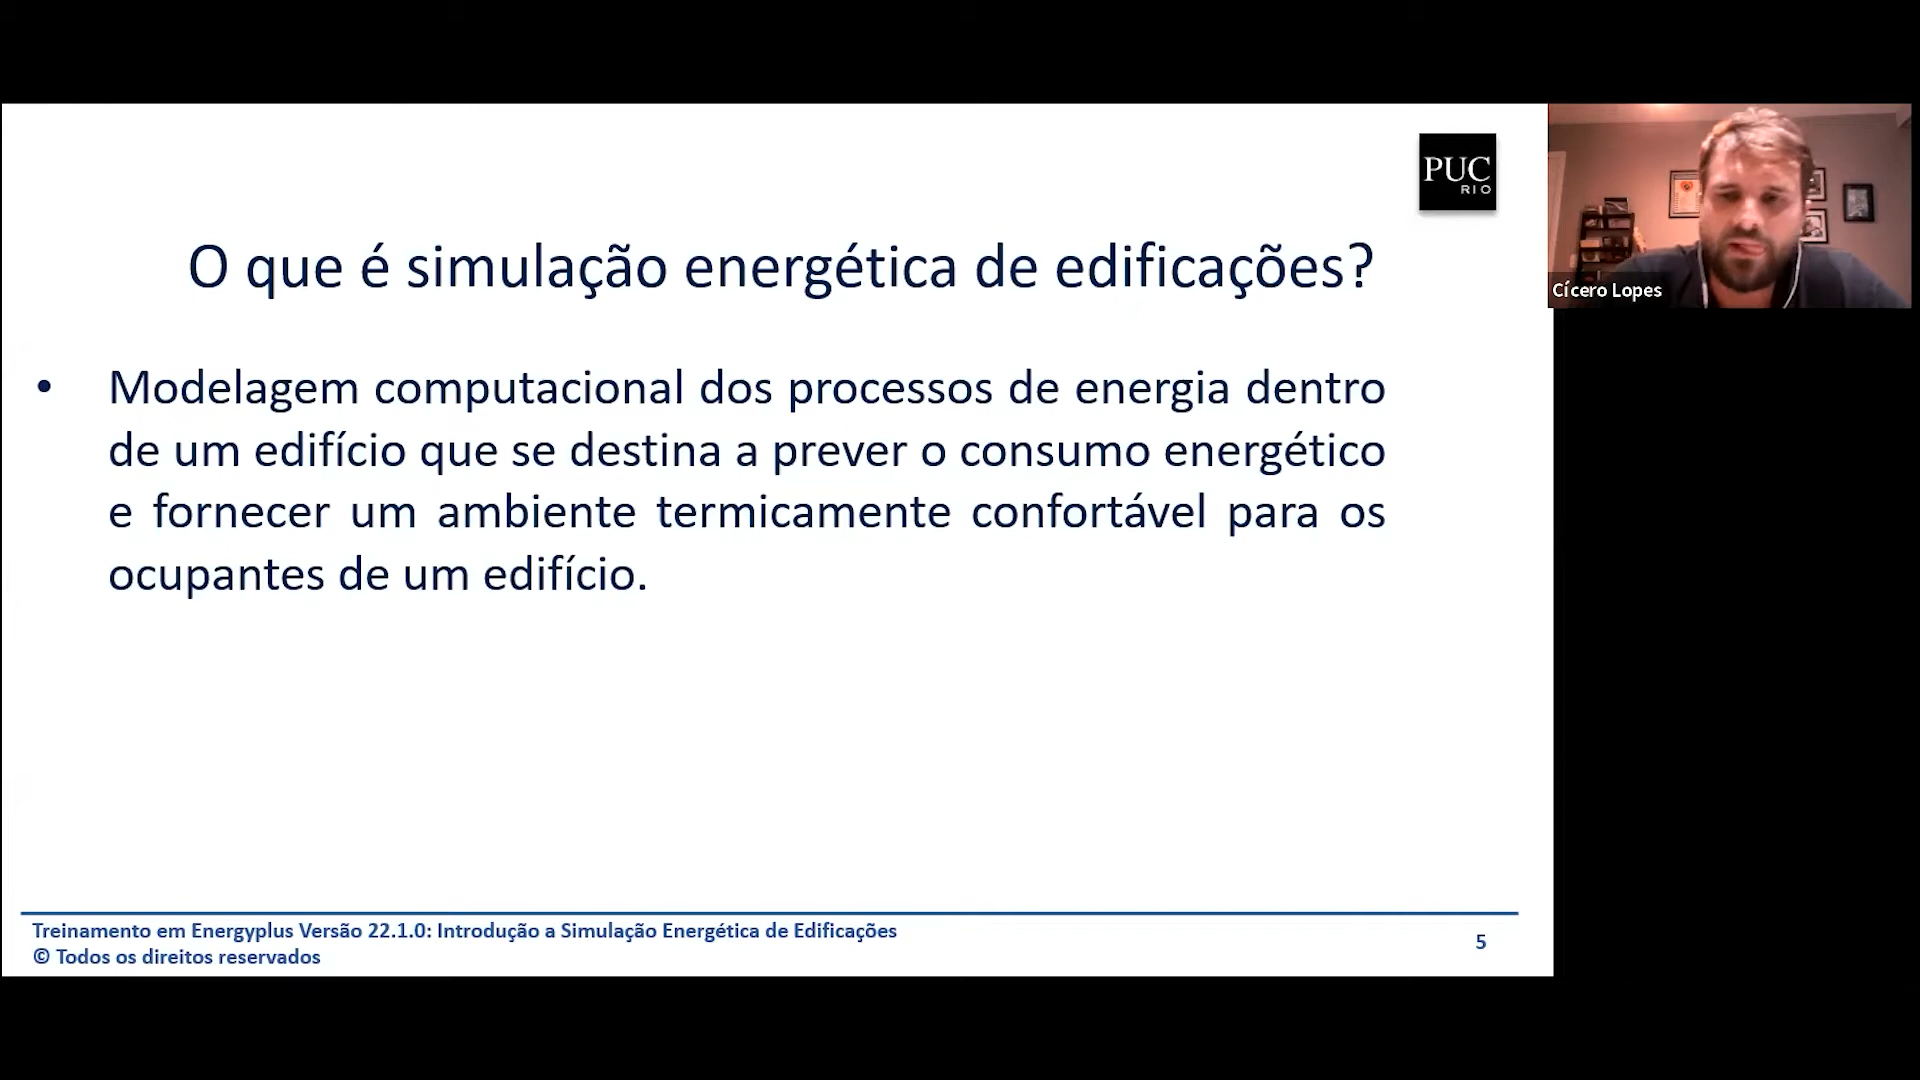 PUC
RIO
O que é simulação energética de edificações?
• Modelagem computacional dos processos de energia dentro
de um edifício que se destina a prever o consumo energético
e fornecer um ambiente termicamente confortável para os
ocupantes de um edifício.
Cícero Lopes
Treinamento em Energyplus Versão 22.1.0: Introdução a Simulação Energética de Edificações
© Todos os direitos reservados
5